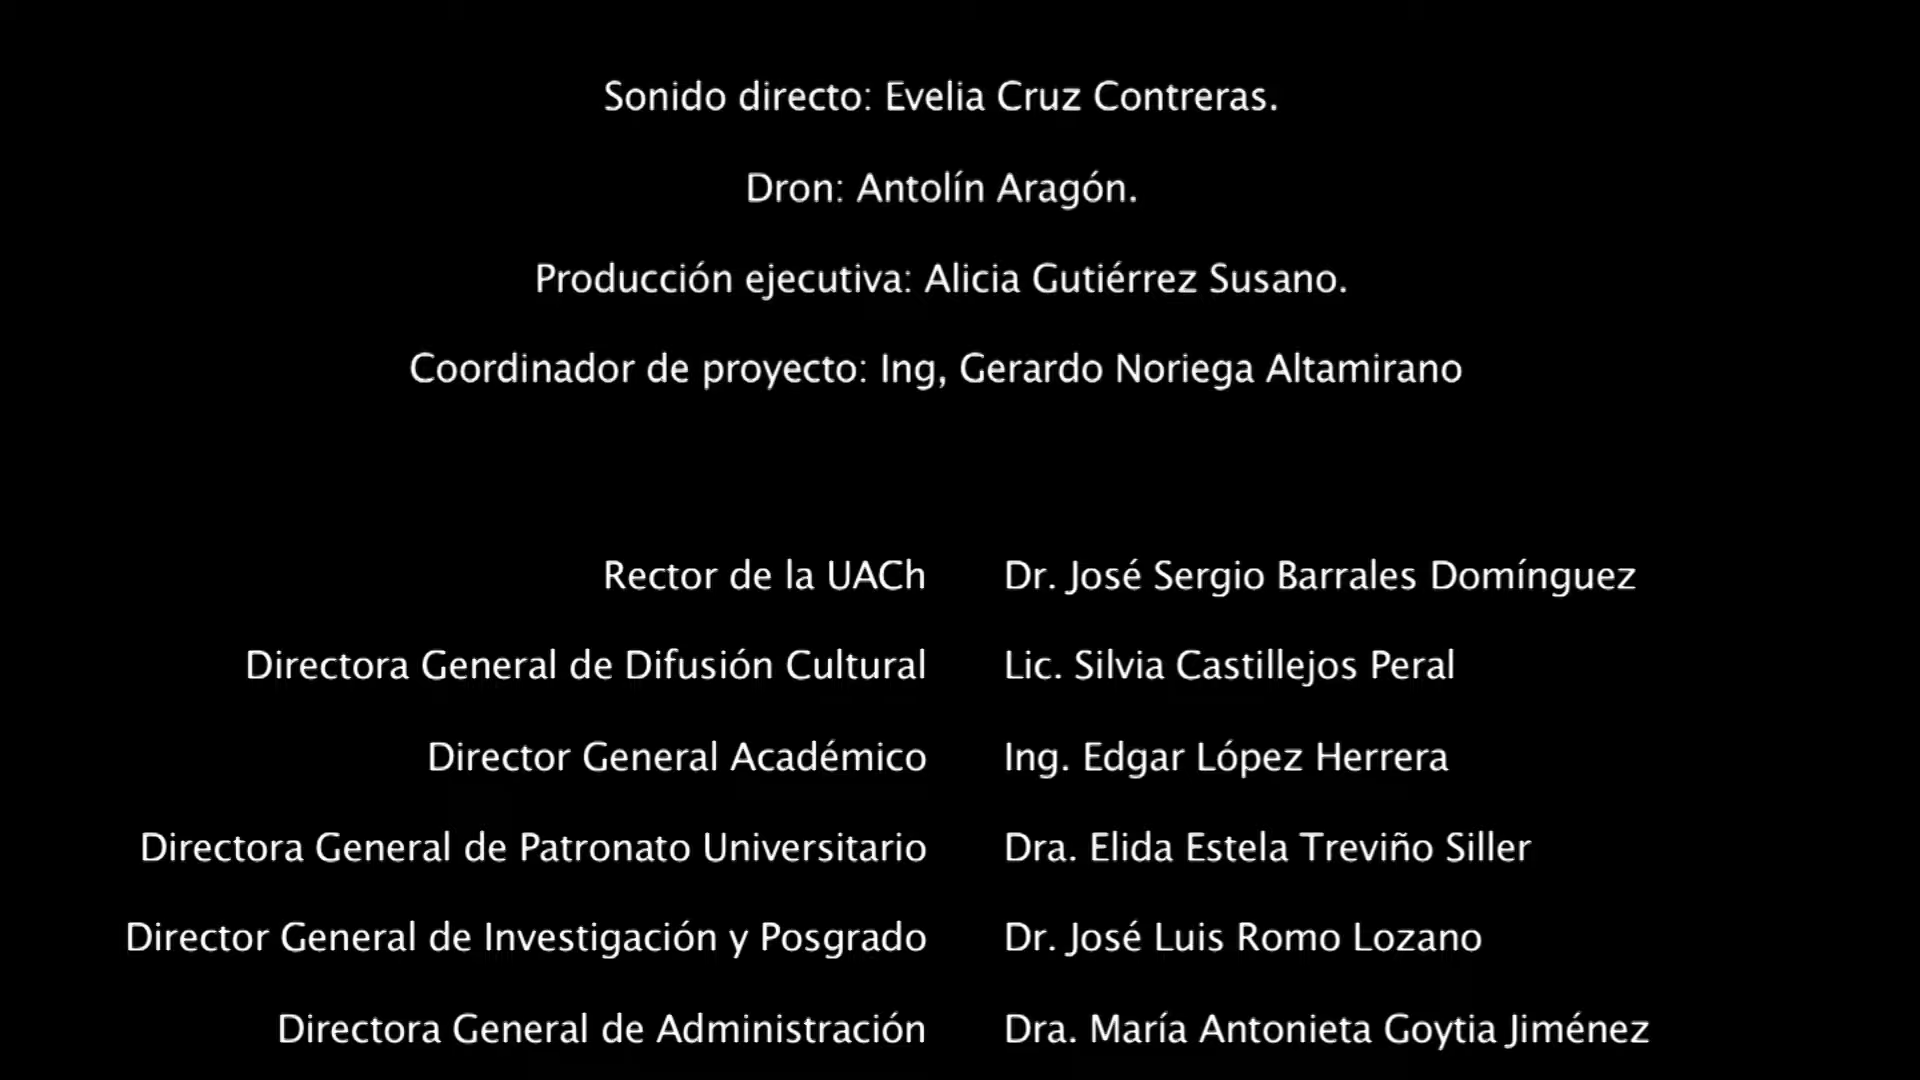 Sonido directo: Evelia Cruz Contreras.
Dron: Antolín Aragón.
Producción ejecutiva: Alicia Gutiérrez Susano.
Coordinador de proyecto: Ing, Gerardo Noriega Altamirano
Rector de la UACh Dr. José Sergio Barrales Domínguez
Directora General de Difusión Cultural Lic. Silvia Castillejos Peral
Director General Académico Ing. Edgar López Herrera
Directora General de Patronato Universitario Dra. Elida Estela Treviño Siller
Director General de Investigación y Posgrado Dr. José Luis Romo Lozano
Directora General de Administración Dra. María Antonieta Goytia Jiménez